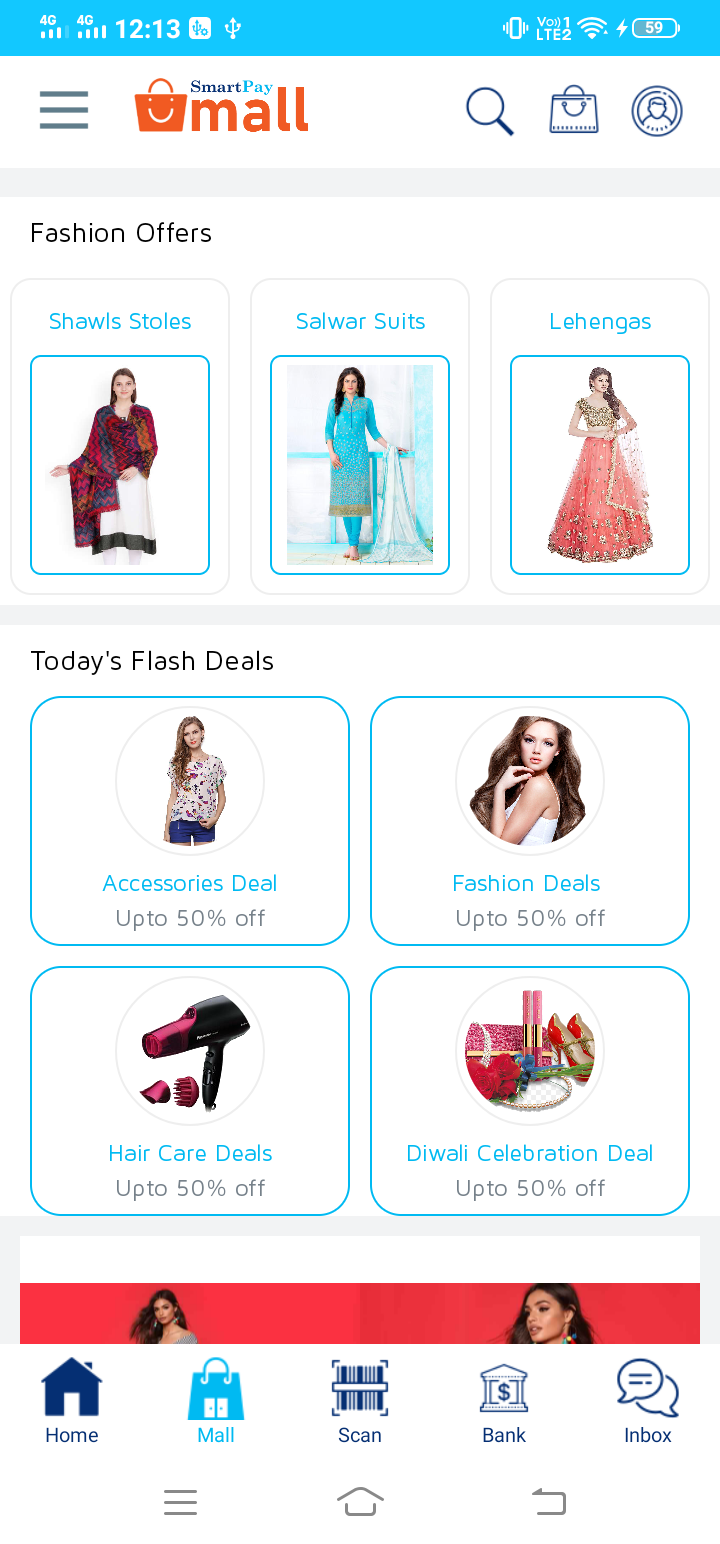 4G 4G 12:13 Vo)) 1 LTE2 59
SmartPay
mall
Fashion Offers
Shawls Stoles Salwar Suits Lehengas
Today's Flash Deals
Accessories Deal Fashion Deals
Upto 50% off Upto 50% off
Hair Care Deals Diwali Celebration Deal
Upto 50% off Upto 50% off
Home Mall Scan Bank Inbox